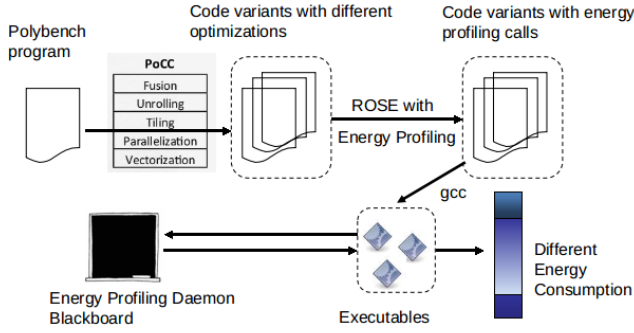 Polybench
program
PoCC
Fusion
Unrolling
Tiling
Parallelization
Vectorization
Code variants with different
optimizations
ROSE with
Energy Profiling
Code variants with energy
profiling calls
gcc
Energy Profiling Daemon
Blackboard
Executables
Different
Energy
Consumption